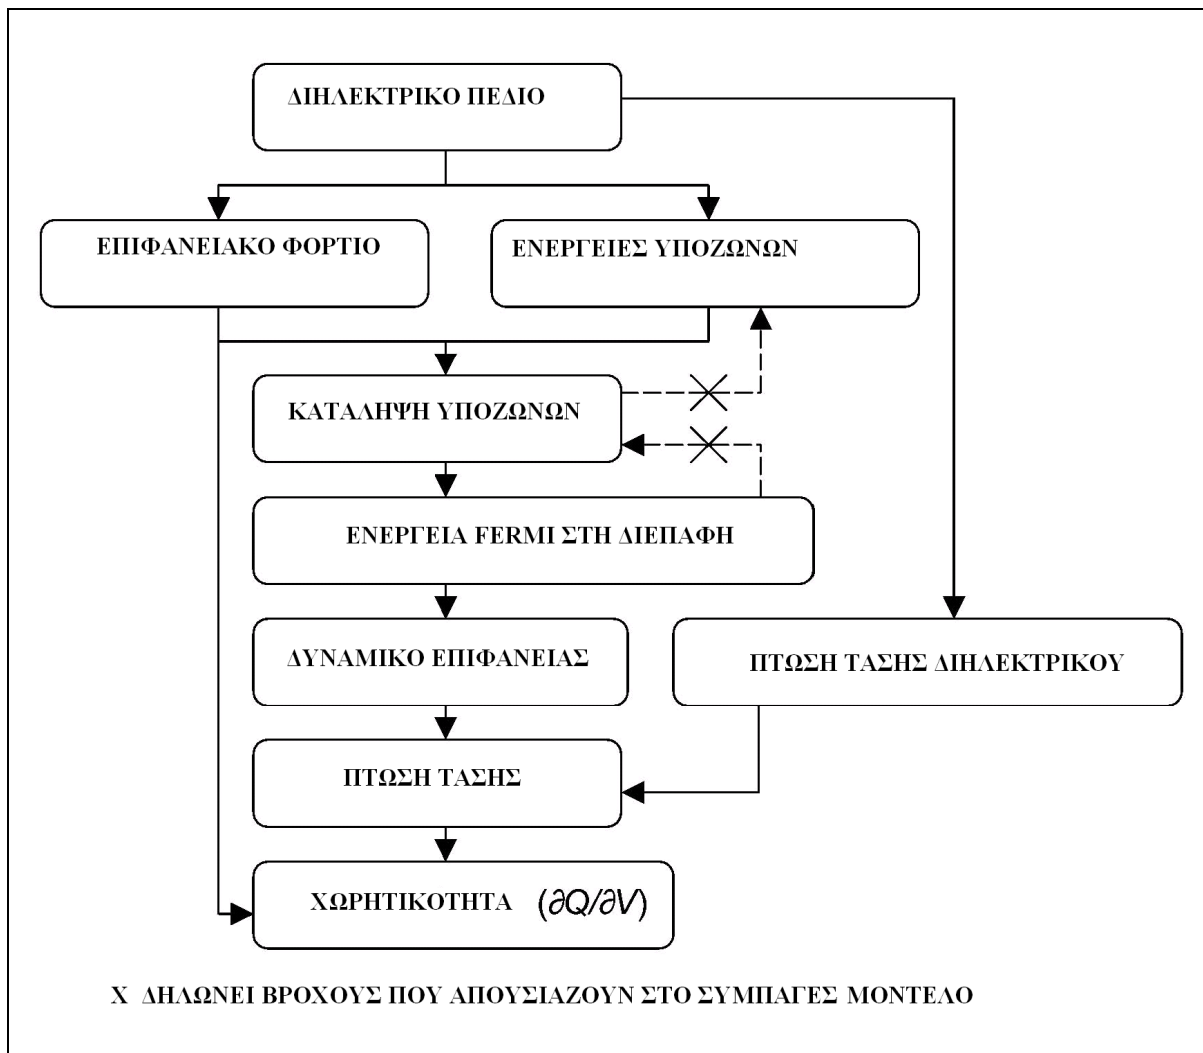 ΔΙΗΛΕΚΤΡΙΚΟ ΠΕΔΙΟ
ΕΠΙΦΑΝΕΙΑΚΟ ΦΟΡΤΙΟ
ΕΝΕΡΓΕΙΕΣ ΥΠΟΖΩΝΩΝ
ΚΑΤΑΛΗΨΗ ΥΠΟΖΩΝΩΝ
ΕΝΕΡΓΕΙΑ FERMI ΣΤΗ ΔΙΕΠΑΦΗ
ΔΥΝΑΜΙΚΟ ΕΠΙΦΑΝΕΙΑΣ
ΠΤΩΣΗ ΤΑΣΗΣ ΔΙΗΛΕΚΤΡΙΚΟΥ
ΠΤΩΣΗ ΤΑΣΗΣ
ΧΩΡΗΤΙΚΟΤΗΤΑ (∂Q/∂V)
Χ ΔΗΛΩΝΕΙ ΒΡΟΧΟΥΣ ΠΟΥ ΑΠΟΥΣΙΑΖΟΥΝ ΣΤΟ ΣΥΜΠΑΓΕΣ ΜΟΝΤΕΛΟ